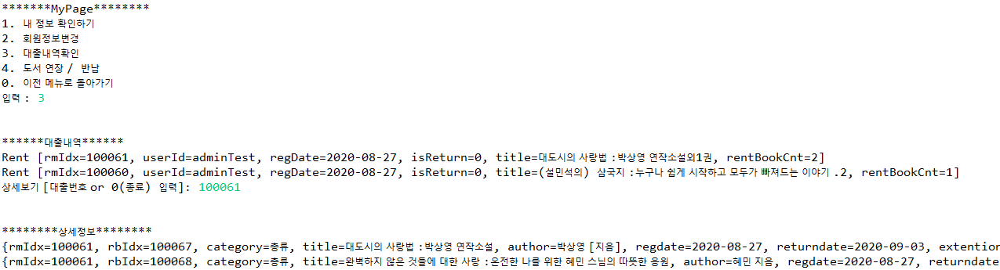 *******MyPage********
1. 내 정보 확인하기
2. 회원정보변경
3. 대출내역확인
4. 도서 연장 / 반납
0. 이전 메뉴로 돌아가기
입력 : 3
******대출내역******
Rent [rmIdx=100061, userId=adminTest, regDate=2020-08-27, isReturn=0, title=대도시의 사랑법 :박상영 연작소설외1권, rentBookCnt=2]
Rent [rmIdx=100060, userId=adminTest, regDate=2020-08-27, isReturn=0, title=(설민석의) 삼국지 :누구나 쉽게 시작하고 모두가 빠져드는 이야기 .2, rentBookCnt=1]
상세보기 [대출번호 or 0(종료) 입력]: 100061
********상세정보********
{rmIdx=100061, rbIdx=100067, category=총류, title=대도시의 사랑법 :박상영 연작소설, author=박상영 [지음], regdate=2020-08-27, returndate=2020-09-03, extention
{rmIdx=100061, rbIdx=100068, category=총류, title=완벽하지 않은 것들에 대한 사랑 :온전한 나를 위한 혜민 스님의 따뜻한 응원, author=혜민 지음, regdate=2020-08-27, returndate